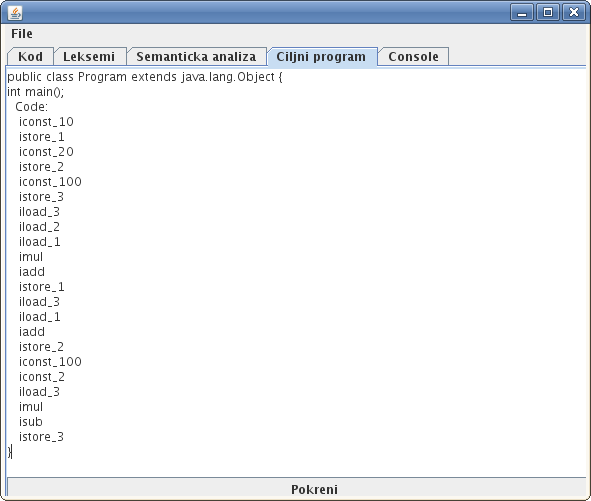 File
Kod Leksemi Semanticka analiza Ciljni program Console
public class Program extends java.lang.Object {
int main();
Code:
iconst_10
istore_1
iconst_20
istore_2
iconst_100
istore_3
iload_3
iload_2
iload_1
imul
iadd
istore_1
iload_3
iload_1
iadd
istore_2
iconst_100
iconst_2
iload_3
imul
isub
istore_3
}
Pokreni